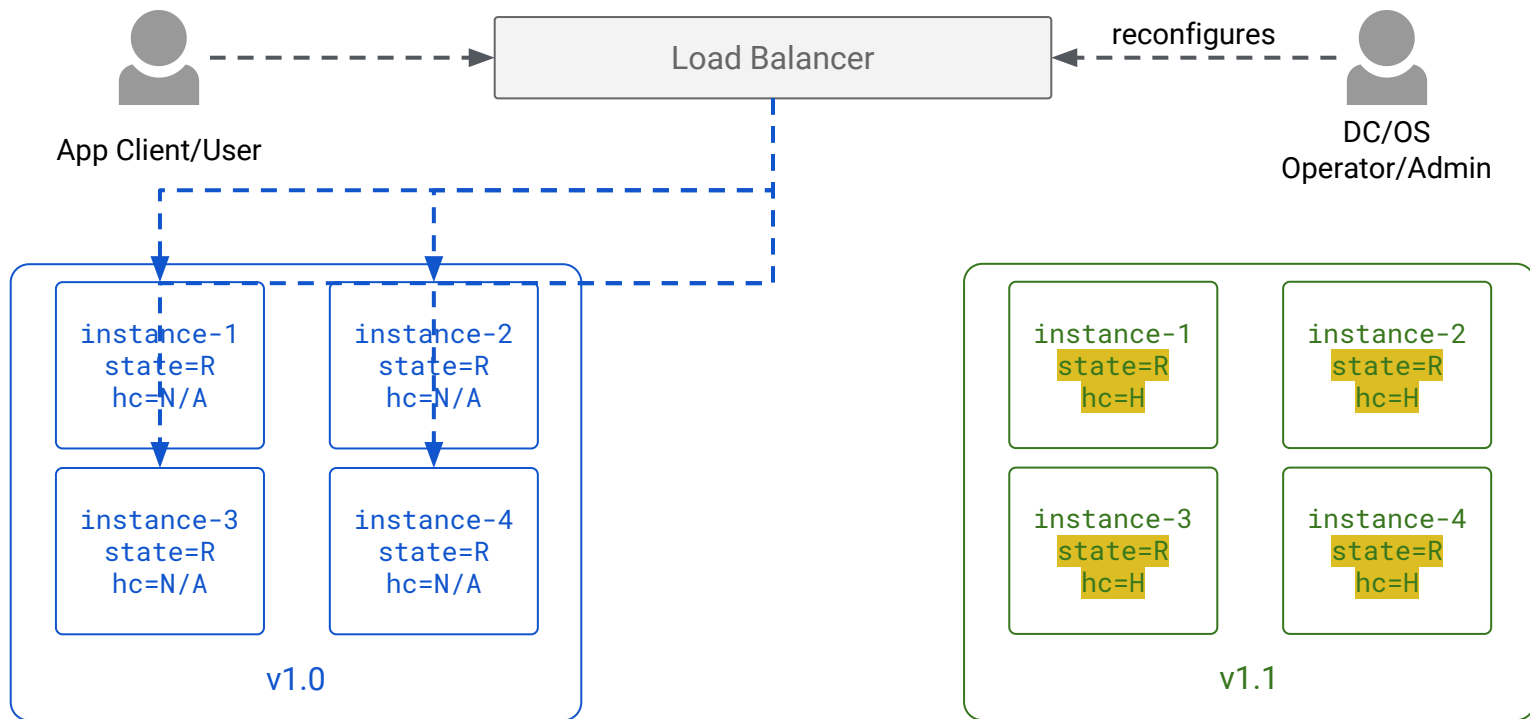 Load Balancer
reconfigures
App Client/User
DC/OS
Operator/Admin
instance-1
state=R
hc=N/A
instance-2
state=R
hc=N/A
instance-3
state=R
hc=N/A
instance-4
state=R
hc=N/A
v1.0
instance-1
state=R
hc=H
instance-2
state=R
hc=H
instance-3
state=R
hc=H
instance-4
state=R
hc=H
v1.1